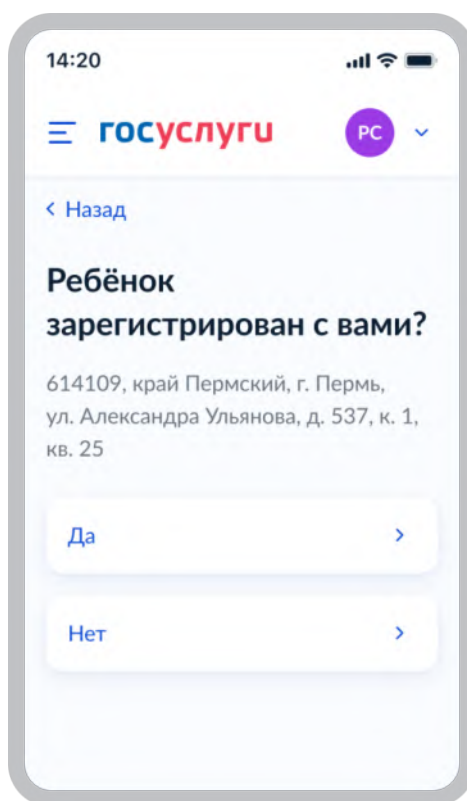 14:20
госуслуги
РС
Назад
Ребёнок
зарегистрирован с вами?
614109, край Пермский, г. Пермь,
ул. Александра Ульянова, д. 537, к. 1,
кв. 25
Да
Нет